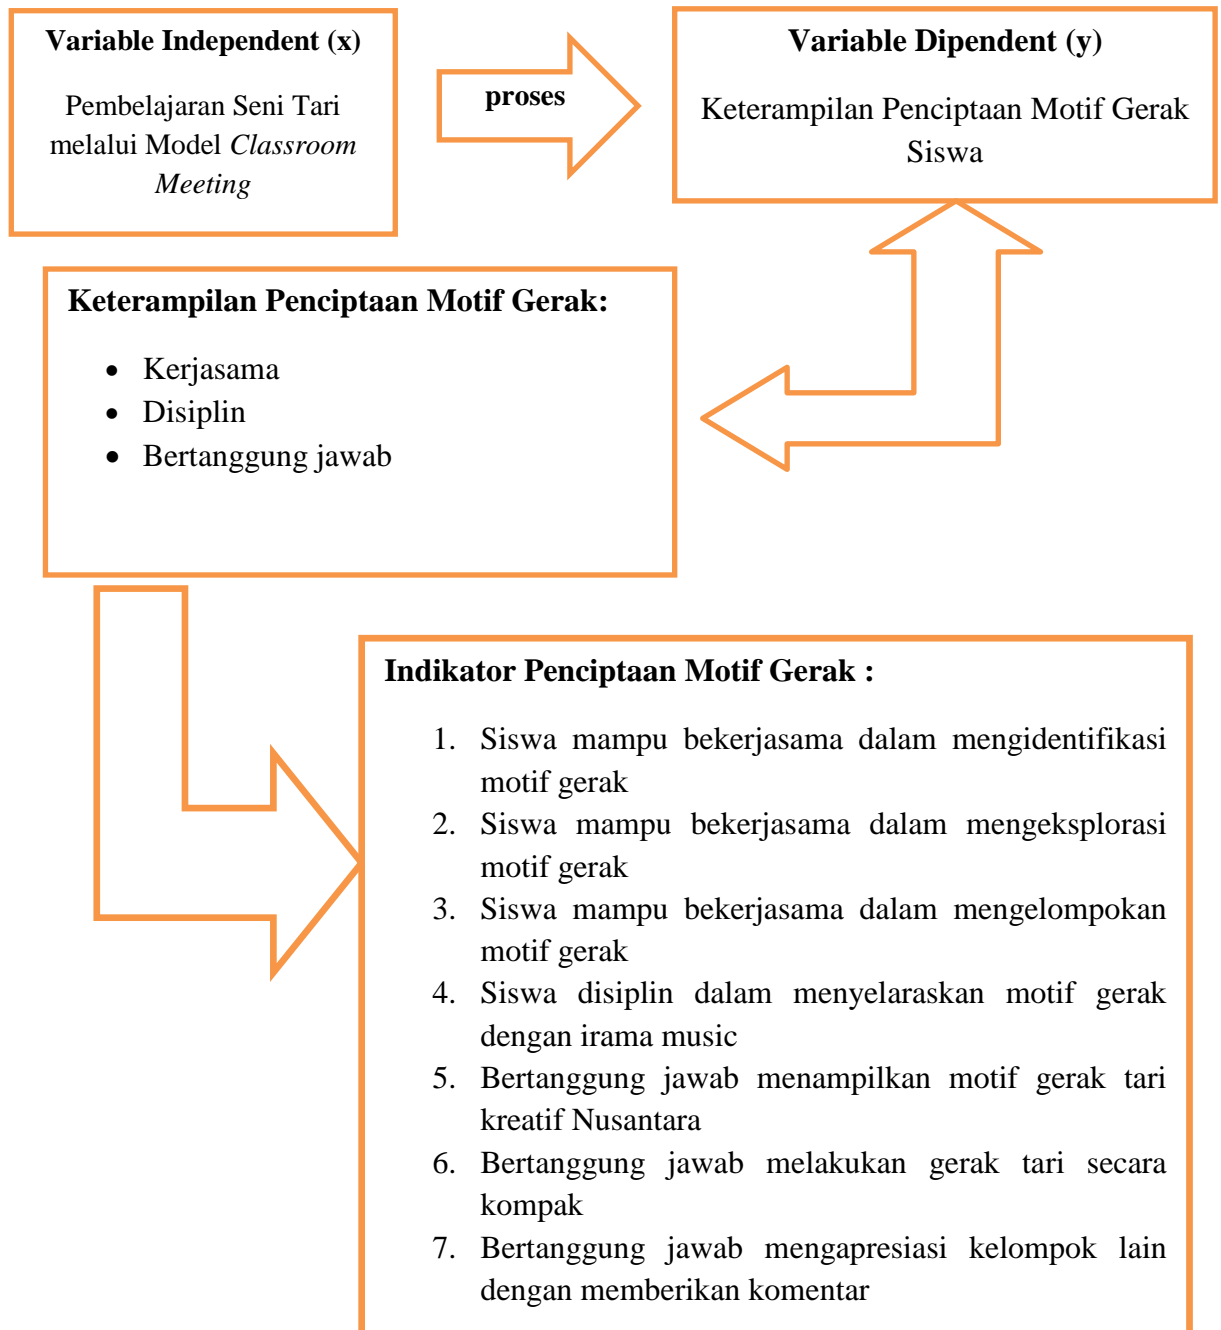 Variable Independent (x)
Pembelajaran Seni Tari
melalui Model Classroom
Meeting
proses
Variable Dipendent (y)
Keterampilan Penciptaan Motif Gerak
Siswa
Keterampilan Penciptaan Motif Gerak:
• Kerjasama
• Disiplin
• Bertanggung jawab
Indikator Penciptaan Motif Gerak :
1. Siswa mampu bekerjasama dalam mengidentifikasi
motif gerak
2. Siswa mampu bekerjasama dalam mengeksplorasi
motif gerak
3. Siswa mampu bekerjasama dalam mengelompokan
motif gerak
4. Siswa disiplin dalam menyelaraskan motif gerak
dengan irama music
5. Bertanggung jawab menampilkan motif gerak tari
kreatif Nusantara
6. Bertanggung jawab melakukan gerak tari secara
kompak
7. Bertanggung jawab mengapresiasi kelompok lain
dengan memberikan komentar